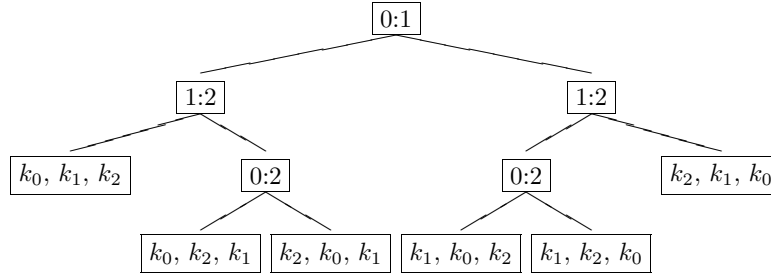 0:1
1:2 1:2
k₀, k₁, k₂ 0:2 0:2 k₂, k₁, k₀
k₀, k₂, k₁ k₂, k₀, k₁ k₁, k₀, k₂ k₁, k₂, k₀